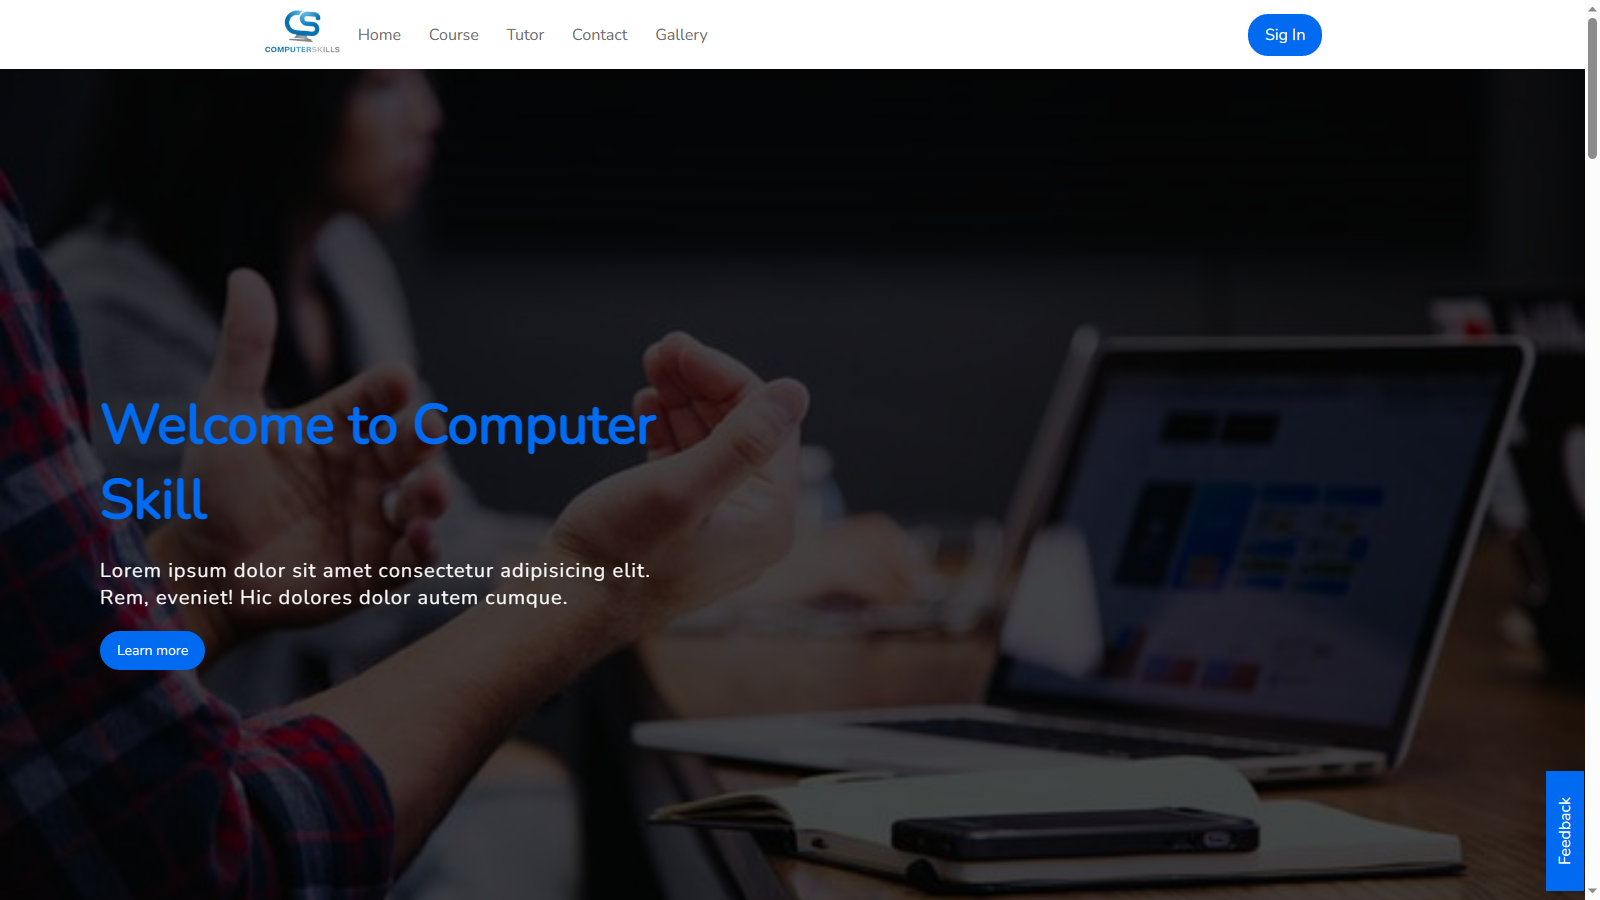 CS
COMPUTERSKILLS
Home Course Tutor Contact Gallery
Sig In
Welcome to Computer
Skill
Lorem ipsum dolor sit amet consectetur adipisicing elit.
Rem, eveniet! Hic dolores dolor autem cumque.
Learn more
Feedback